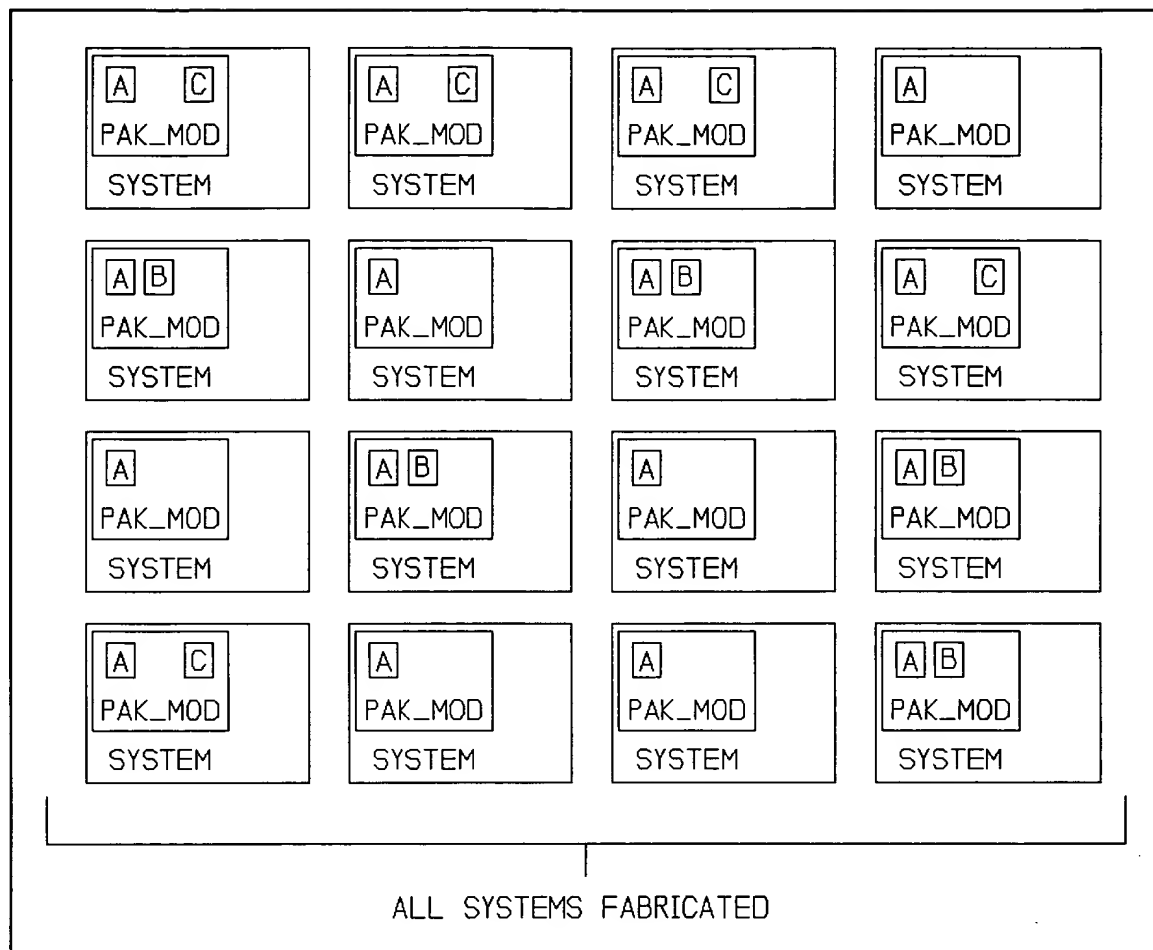 A C A C A C A
PAK_MOD PAK_MOD PAK_MOD PAK_MOD
SYSTEM SYSTEM SYSTEM SYSTEM
A B A A B A C
PAK_MOD PAK_MOD PAK_MOD PAK_MOD
SYSTEM SYSTEM SYSTEM SYSTEM
A A B A A B
PAK_MOD PAK_MOD PAK_MOD PAK_MOD
SYSTEM SYSTEM SYSTEM SYSTEM
A C A A A B
PAK_MOD PAK_MOD PAK_MOD PAK_MOD
SYSTEM SYSTEM SYSTEM SYSTEM
ALL SYSTEMS FABRICATED